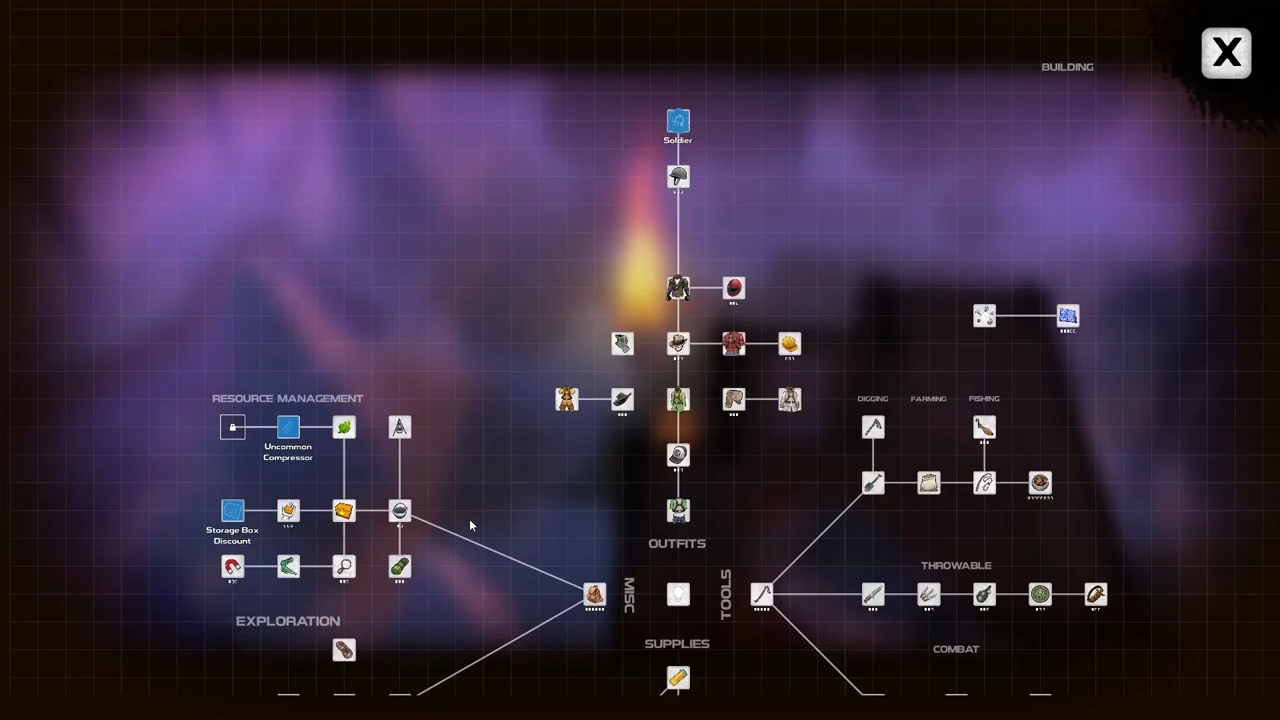 X
BUILDING
Soldier
RESOURCE MANAGEMENT
DIGGING
FARMING
FISHING
Uncommon
Compressor
Storage Box
Discount
OUTFITS
MISC
TOOLS
THROWABLE
EXPLORATION
SUPPLIES
COMBAT